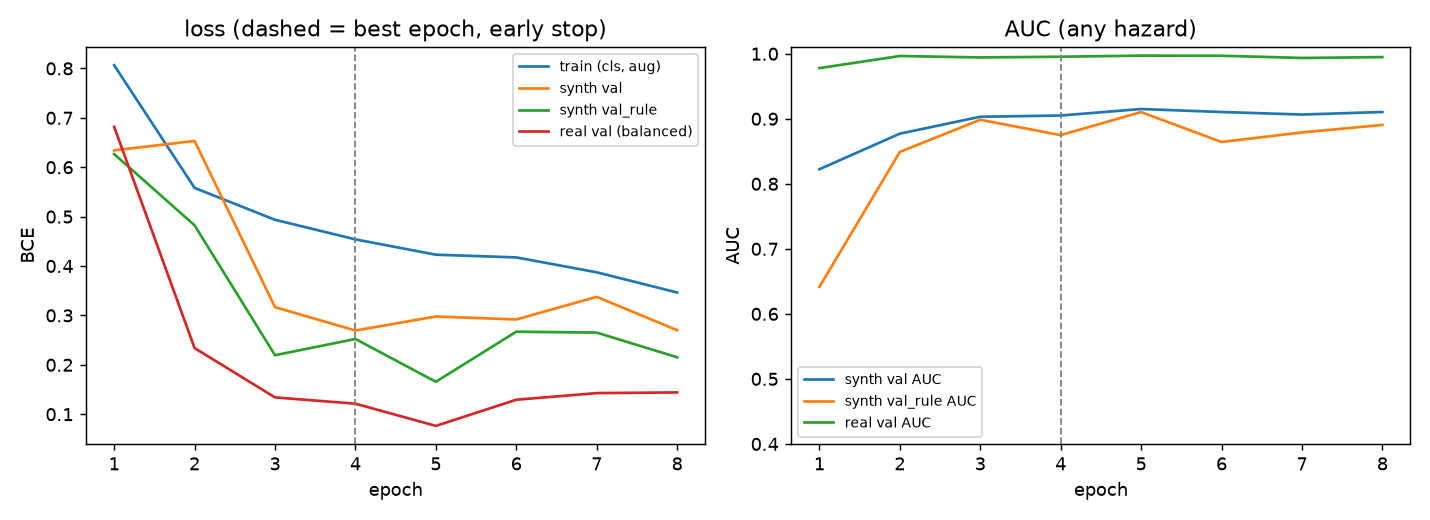 loss (dashed = best epoch, early stop)
BCE
0.8
0.7
0.6
0.5
0.4
0.3
0.2
0.1
train (cls, aug)
synth val
synth val_rule
real val (balanced)
1 2 3 4 5 6 7 8
epoch
AUC (any hazard)
AUC
1.0
0.9
0.8
0.7
0.6
0.5
0.4
synth val AUC
synth val_rule AUC
real val AUC
1 2 3 4 5 6 7 8
epoch